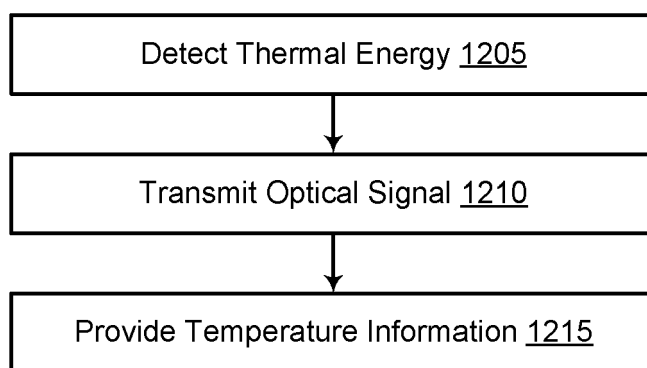 Detect Thermal Energy 1205
Transmit Optical Signal 1210
Provide Temperature Information 1215